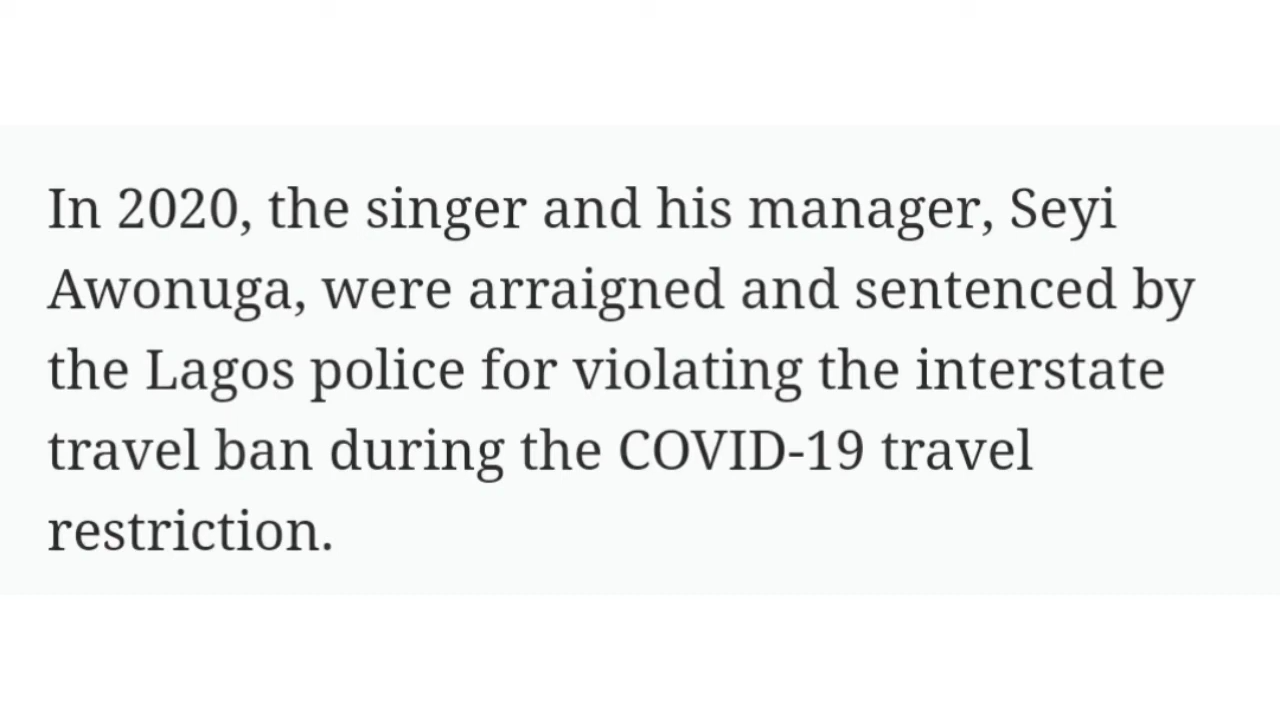 In 2020, the singer and his manager, Seyi
Awonuga, were arraigned and sentenced by
the Lagos police for violating the interstate
travel ban during the COVID-19 travel
restriction.